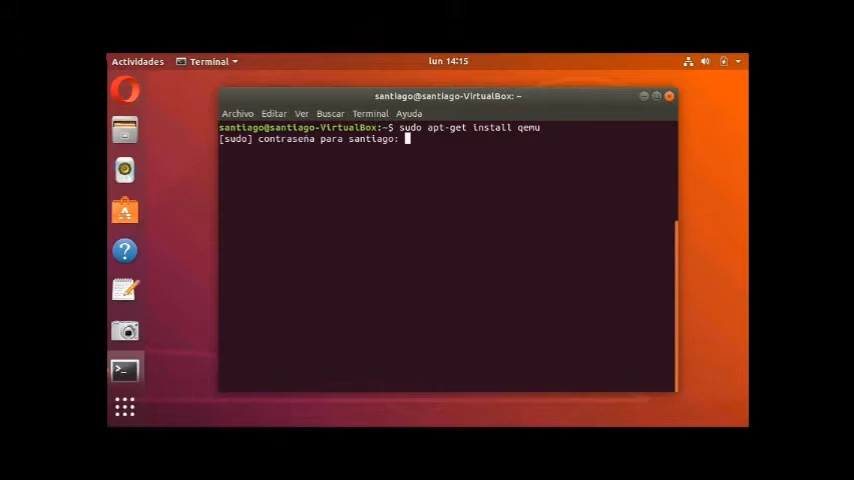 Actividades Terminal lun 14:15
santiago@santiago-VirtualBox: ~
Archivo Editar Ver Buscar Terminal Ayuda
santiago@santiago-VirtualBox:~$ sudo apt-get install qemu
[sudo] contraseña para santiago: